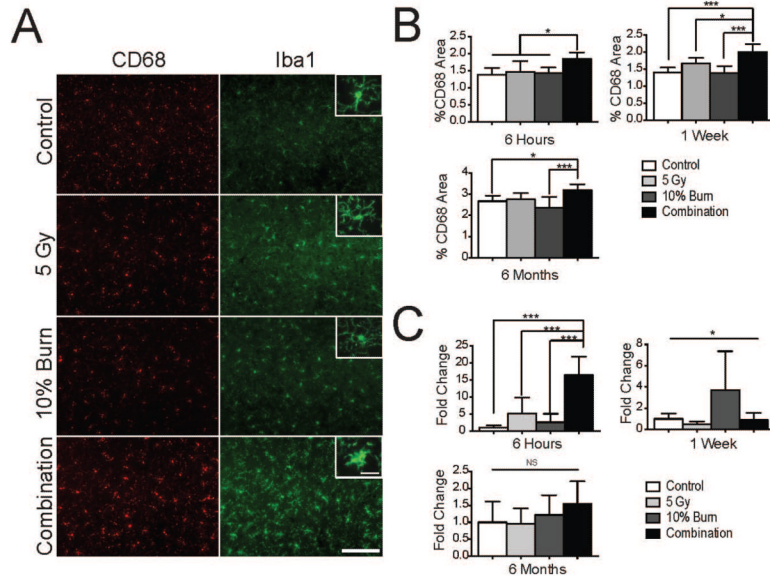 A
CD68
Iba1
Control
5 Gy
10% Burn
Combination
B
%CD68 Area
2.5
2.0
1.5
1.0
0.5
0.0
*
6 Hours
% CD68 Area
2.5
2.0
1.5
1.0
0.5
0.0
***
*
***
1 Week
% CD68 Area
4
3
2
1
0
*
***
6 Months
Control
5 Gy
10% Burn
Combination
C
Fold Change
25
20
15
10
5
0
***
***
***
6 Hours
Fold Change
8
6
4
2
0
*
1 Week
Fold Change
2.5
2.0
1.5
1.0
0.5
0.0
NS
6 Months
Control
5 Gy
10% Burn
Combination